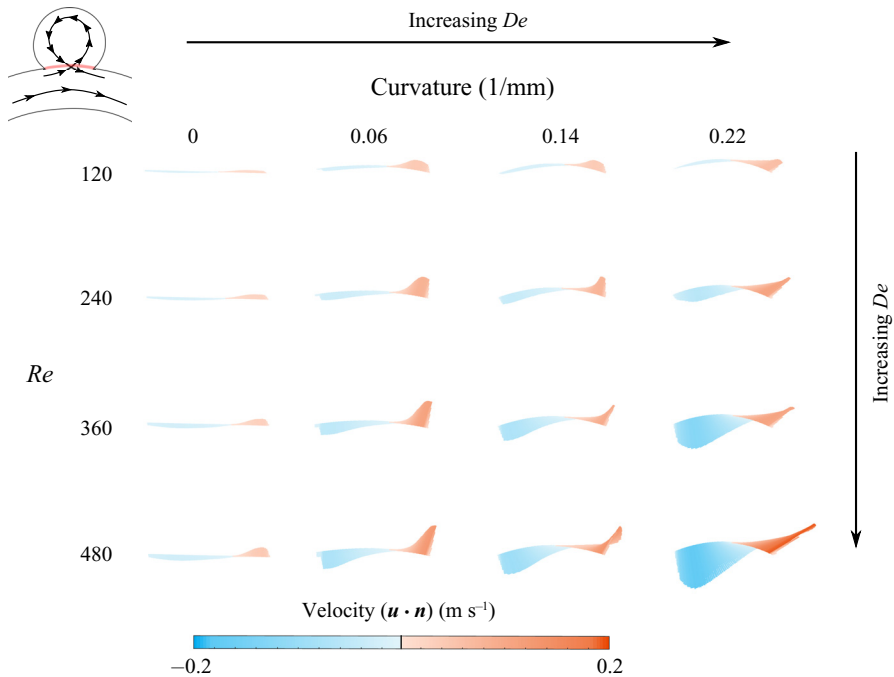 Increasing De
Curvature (1/mm)
0 0.06 0.14 0.22
120
240
Re
360
480
Increasing De
Velocity (u · n) (m s⁻¹)
−0.2 0.2